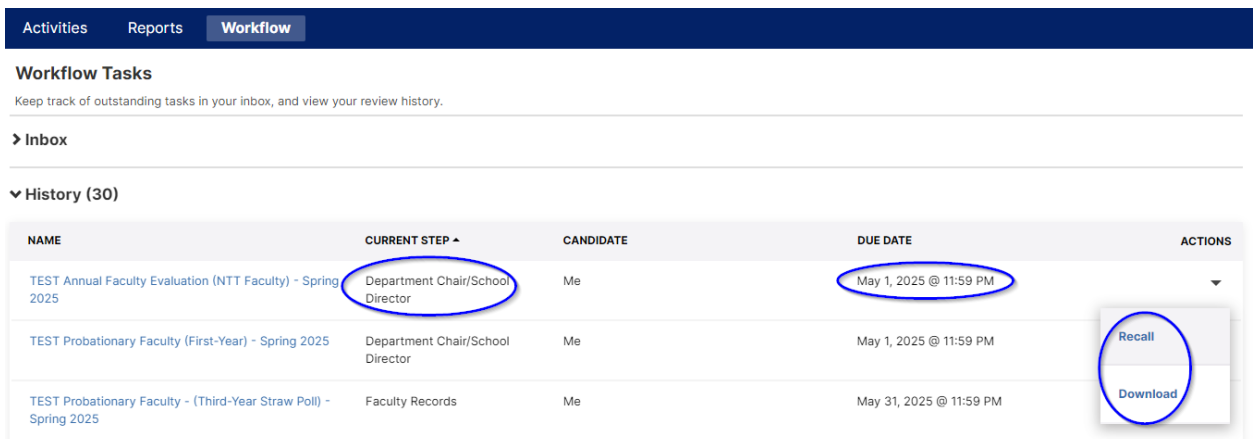 Activities Reports Workflow
Workflow Tasks
Keep track of outstanding tasks in your inbox, and view your review history.
Inbox
History (30)
NAME CURRENT STEP CANDIDATE DUE DATE ACTIONS
TEST Annual Faculty Evaluation (NTT Faculty) - Spring Department Chair/School Me May 1, 2025 @ 11:59 PM
2025 Director
Recall
TEST Probationary Faculty (First-Year) - Spring 2025 Department Chair/School Me May 1, 2025 @ 11:59 PM
Director
Download
TEST Probationary Faculty - (Third-Year Straw Poll) - Faculty Records Me May 31, 2025 @ 11:59 PM
Spring 2025